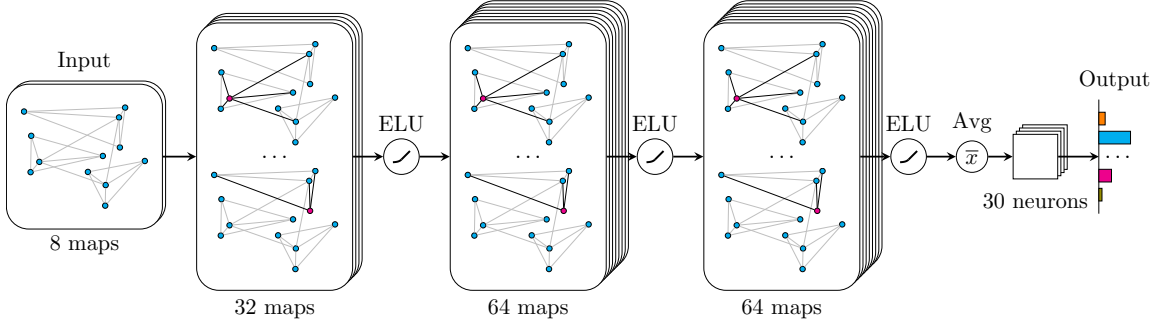 Input
8 maps
. . .
32 maps
ELU
. . .
64 maps
ELU
. . .
64 maps
ELU
Avg
x̅
30 neurons
Output
. . .